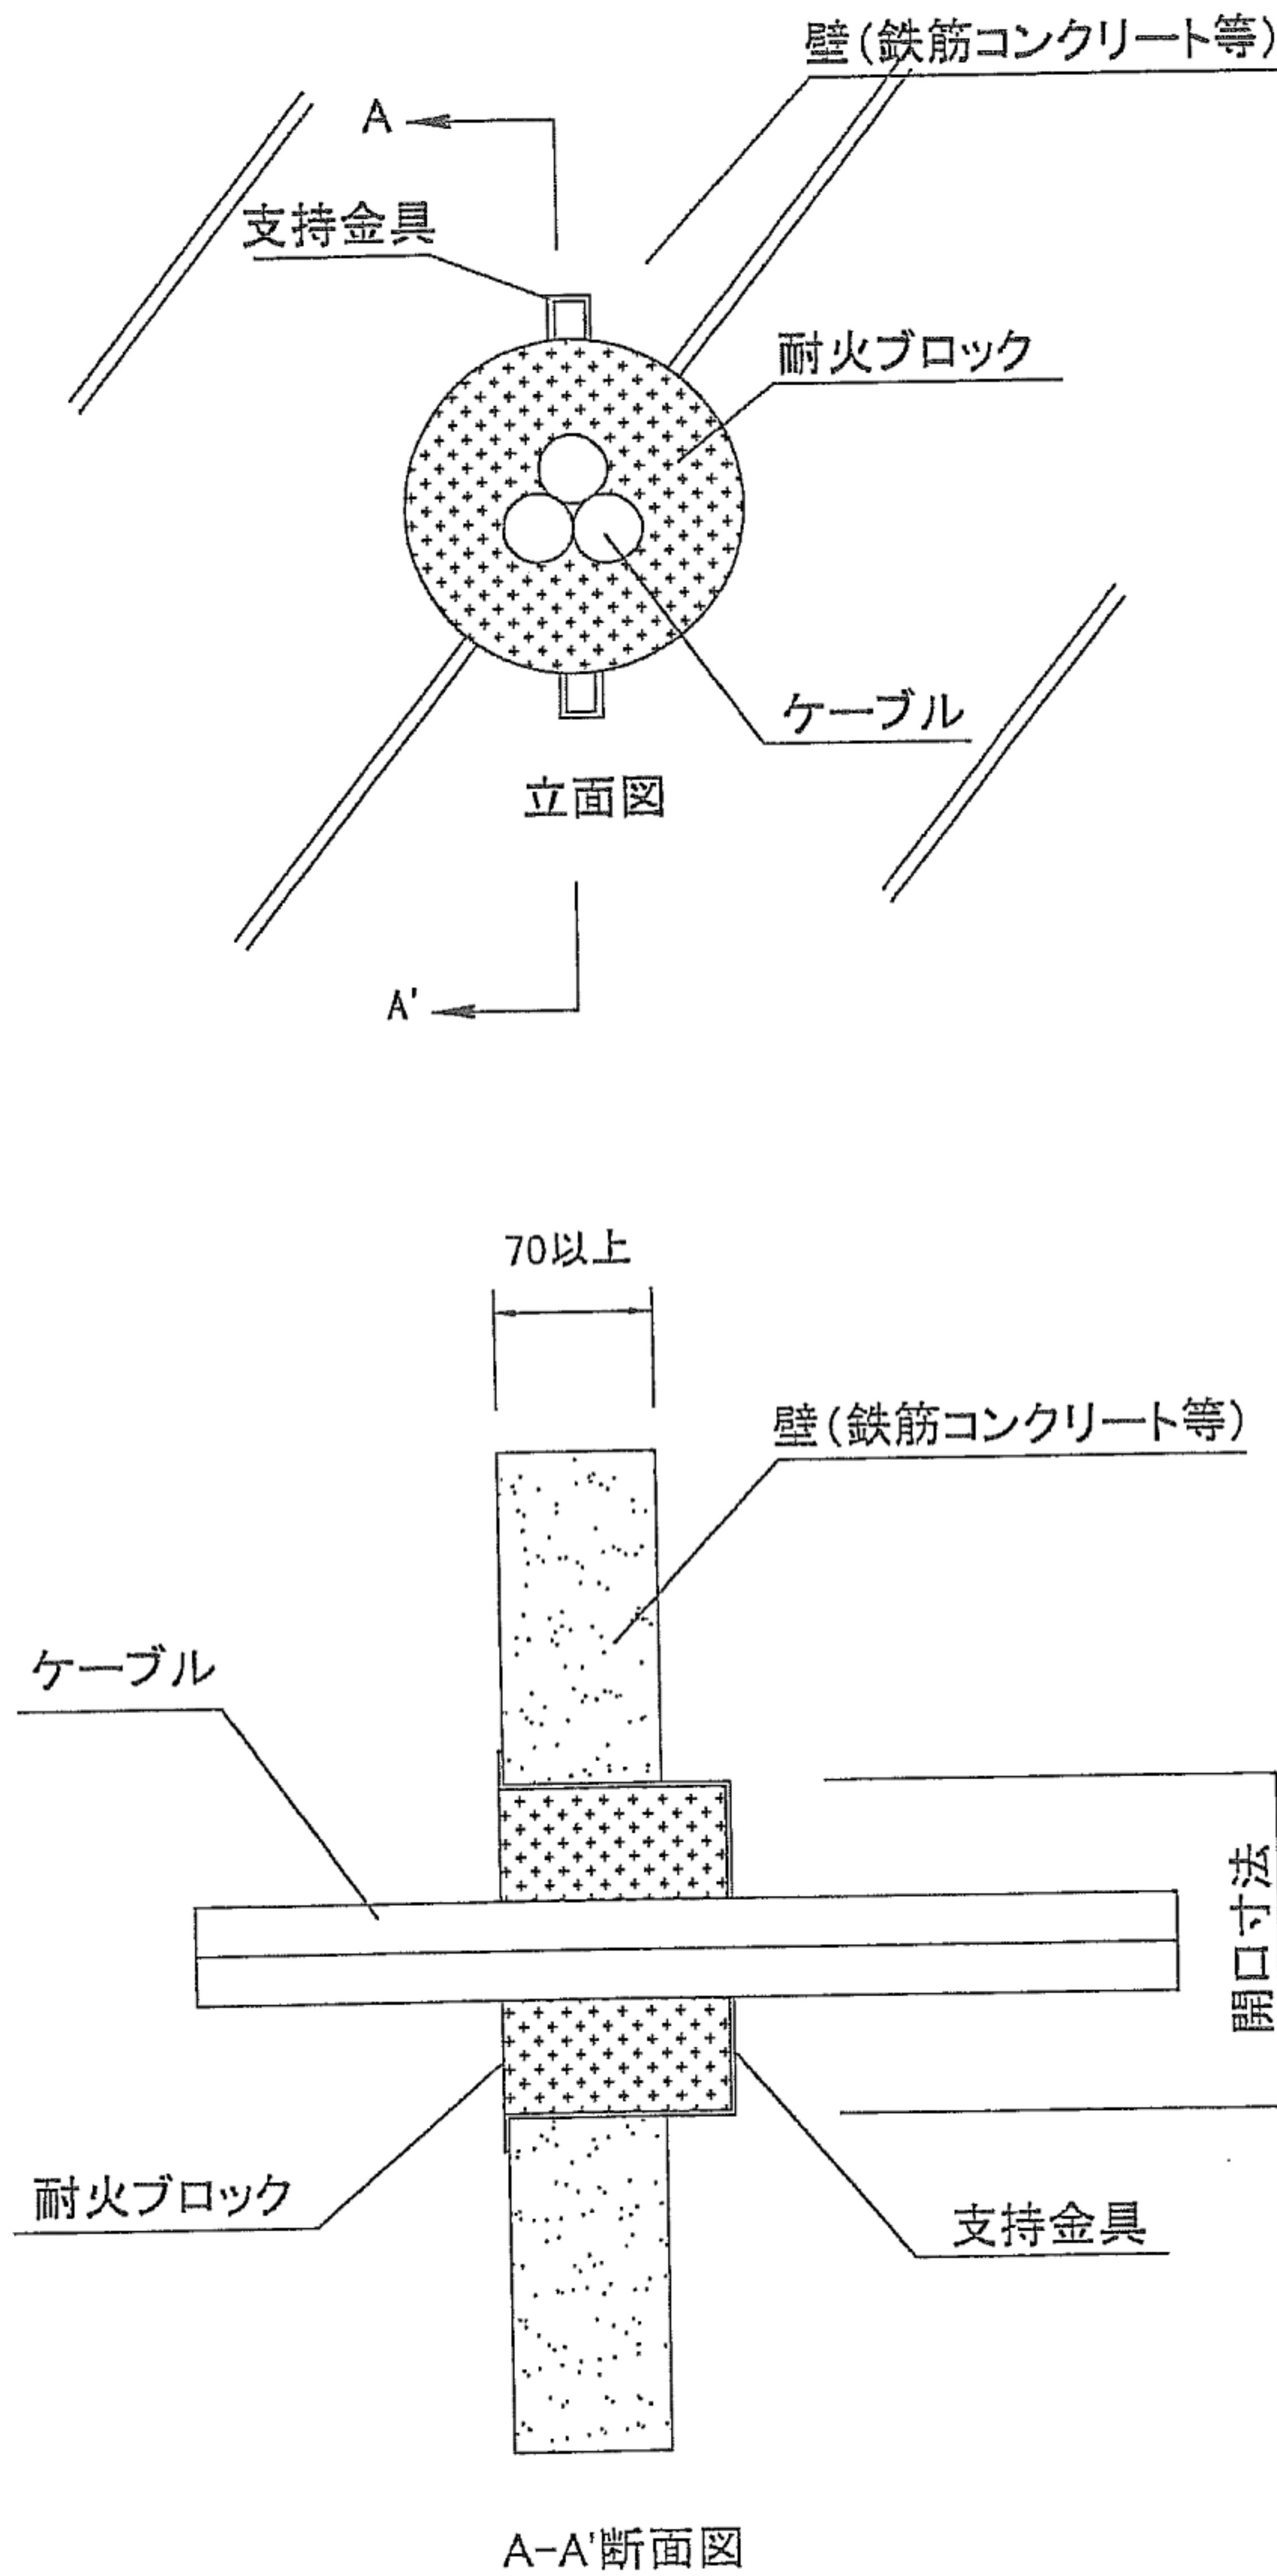 壁(鉄筋コンクリート等)
A
支持金具
耐火ブロック
ケーブル
立面図
A'
70以上
壁(鉄筋コンクリート等)
ケーブル
開口寸法
耐火ブロック
支持金具
A-A'断面図